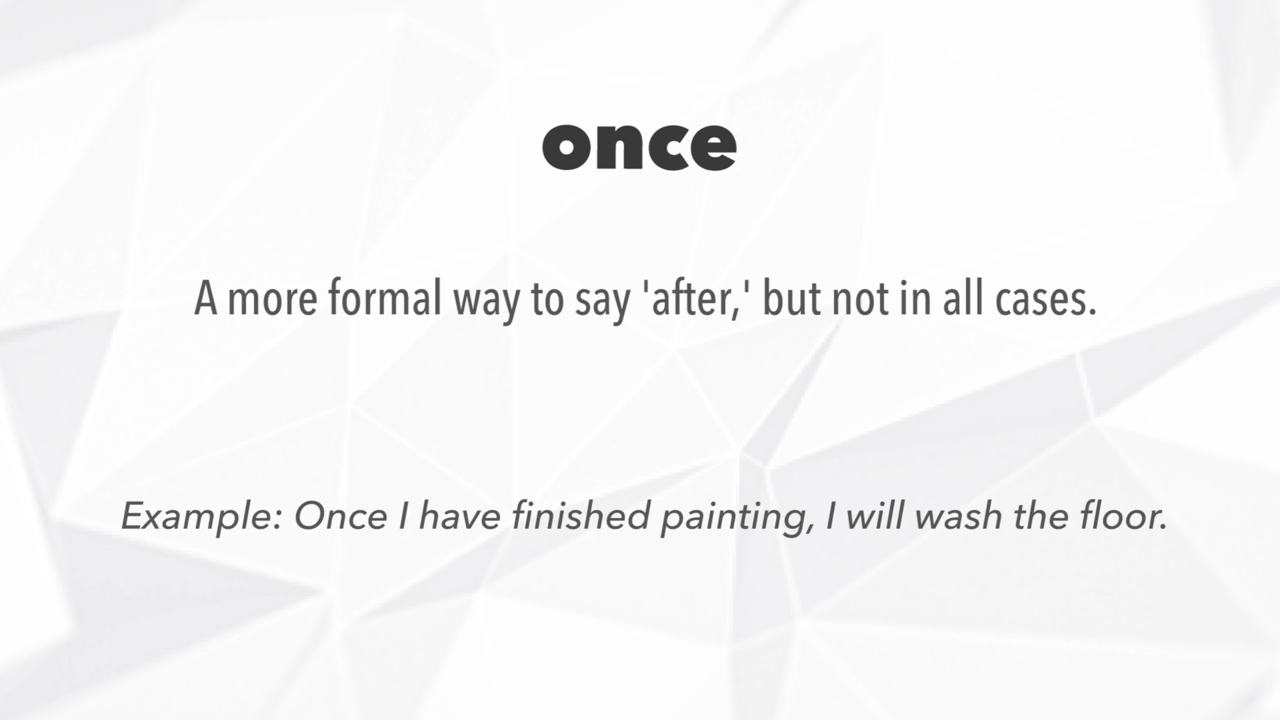 once
A more formal way to say 'after,' but not in all cases.
Example: Once I have finished painting, I will wash the floor.